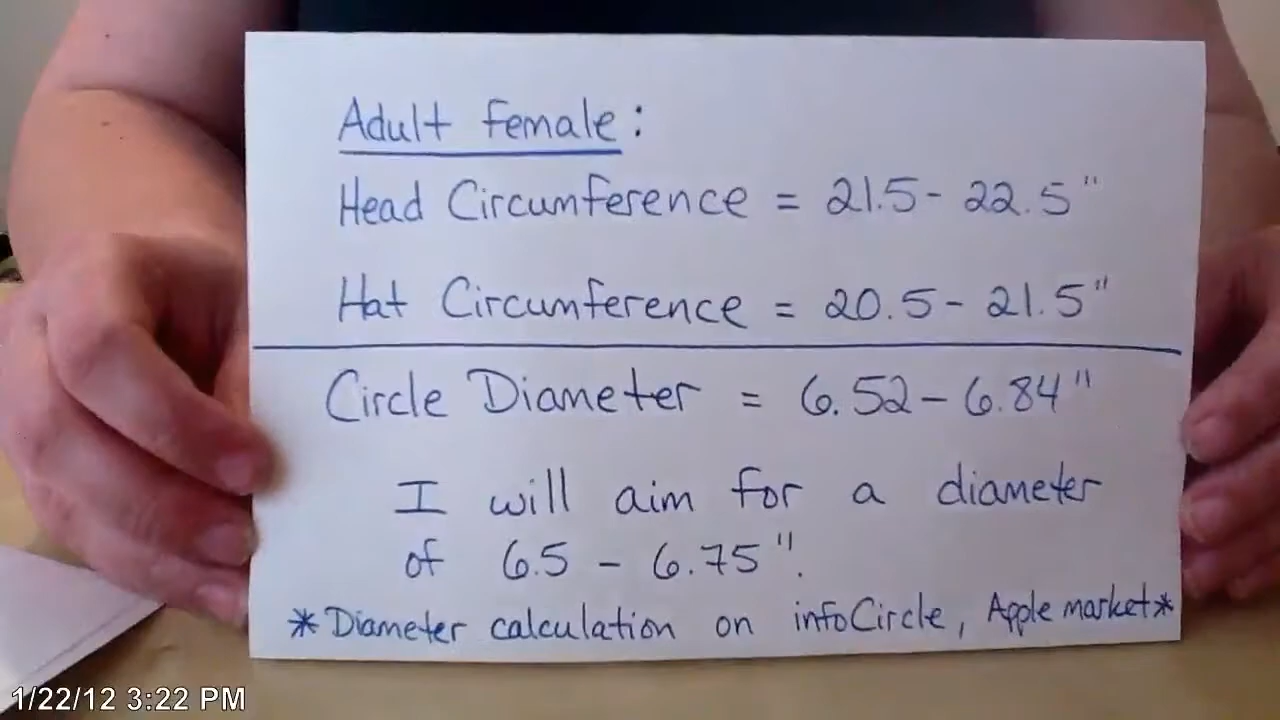 Adult female:
Head Circumference = 21.5 - 22.5"
Hat Circumference = 20.5 - 21.5"
Circle Diameter = 6.52 - 6.84"
I will aim for a diameter
of 6.5 - 6.75".
*Diameter calculation on infoCircle, Apple market*
1/22/12 3:22 PM